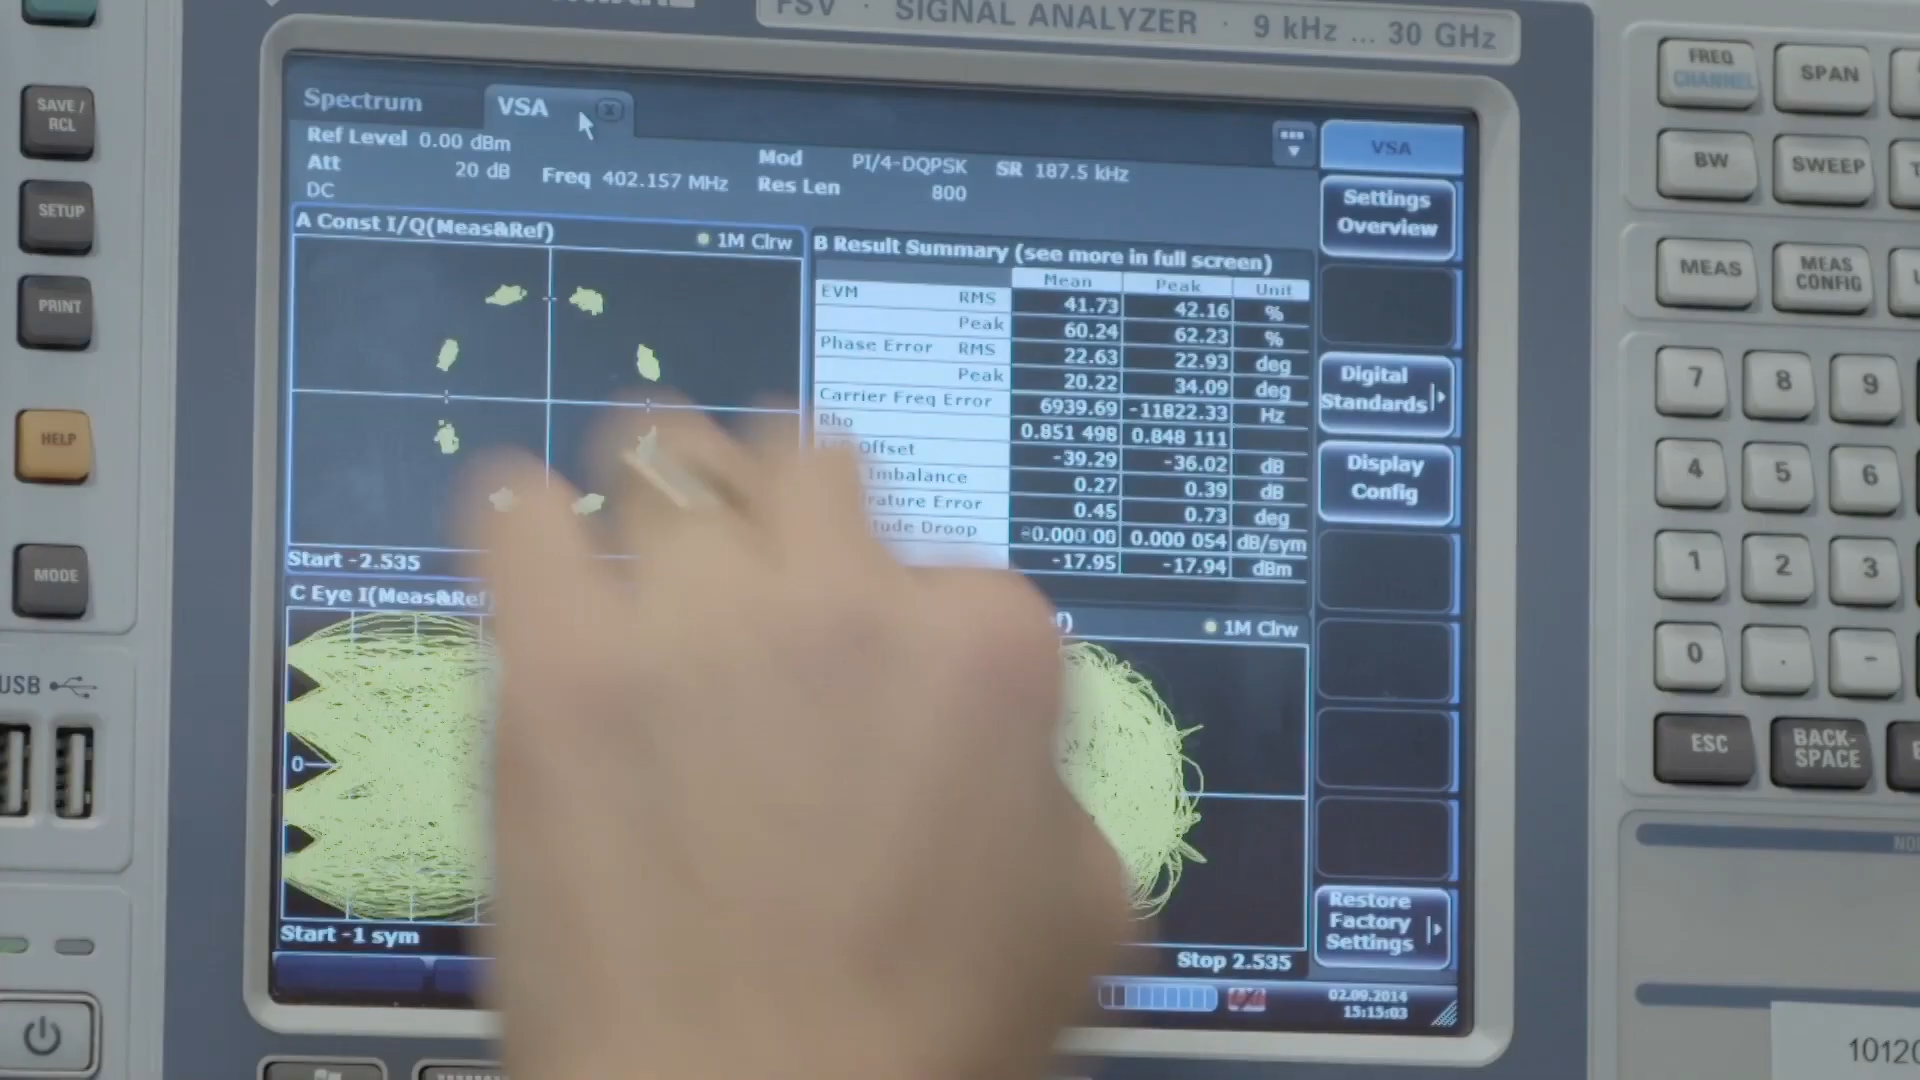 FSV · SIGNAL ANALYZER · 9 kHz ... 30 GHz
Spectrum
VSA
x
Ref Level 0.00 dBm
Att 20 dB
DC
Freq 402.157 MHz
Mod PI/4-DQPSK
Res Len 800
SR 187.5 kHz
A Const I/Q(Meas&Ref)
1M Clrw
Start -2.535
B Result Summary (see more in full screen)
Mean Peak Unit
EVM RMS 41.73 42.16 %
Peak 60.24 62.23 %
Phase Error RMS 22.63 22.93 deg
Peak 20.22 34.09 deg
Carrier Freq Error 6939.69 -11822.33 Hz
Rho 0.851 498 0.848 111
Offset -39.29 -36.02 dB
Imbalance 0.27 0.39 dB
rature Error 0.45 0.73 deg
tude Droop -0.000 00 0.000 054 dB/sym
-17.95 -17.94 dBm
C Eye I(Meas&Ref)
0
Start -1 sym
f)
1M Clrw
Stop 2.535
02.09.2014
15:15:03
VSA
Settings
Overview
Digital
Standards
Display
Config
Restore
Factory
Settings
SAVE /
RCL
SETUP
PRINT
HELP
MODE
USB
FREQ
CHANNEL
SPAN
BW
SWEEP
MEAS
MEAS
CONFIG
7 8 9
4 5 6
1 2 3
0 . -
ESC
BACK-
SPACE
10120